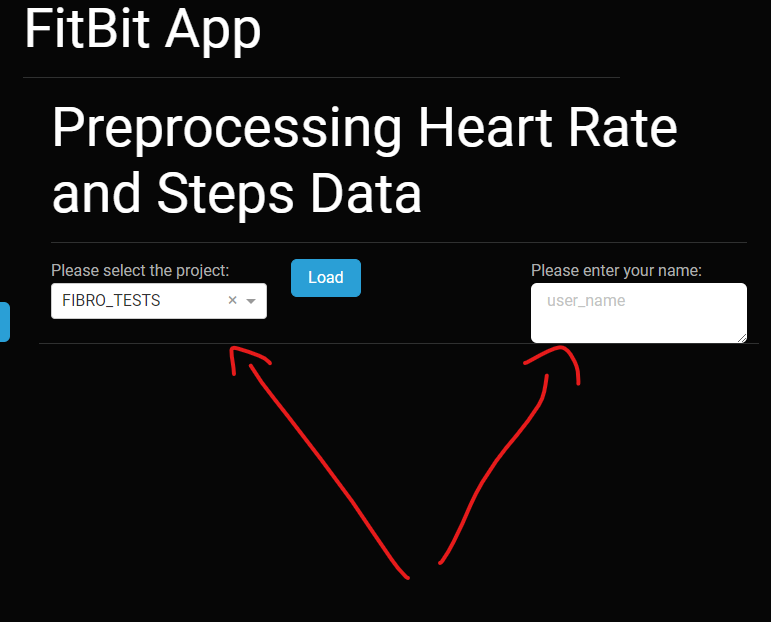 FitBit App
Preprocessing Heart Rate
and Steps Data
Please select the project:
Load
Please enter your name:
FIBRO_TESTS
user_name